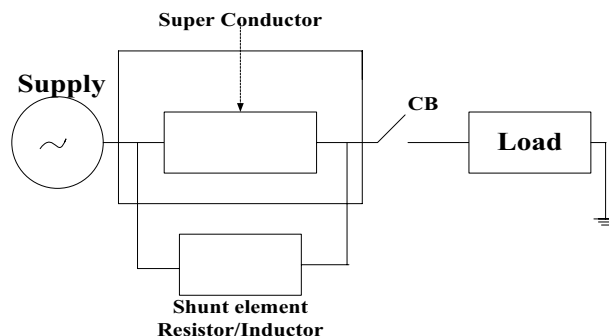 Super Conductor
Supply
CB
Load
Shunt element
Resistor/Inductor